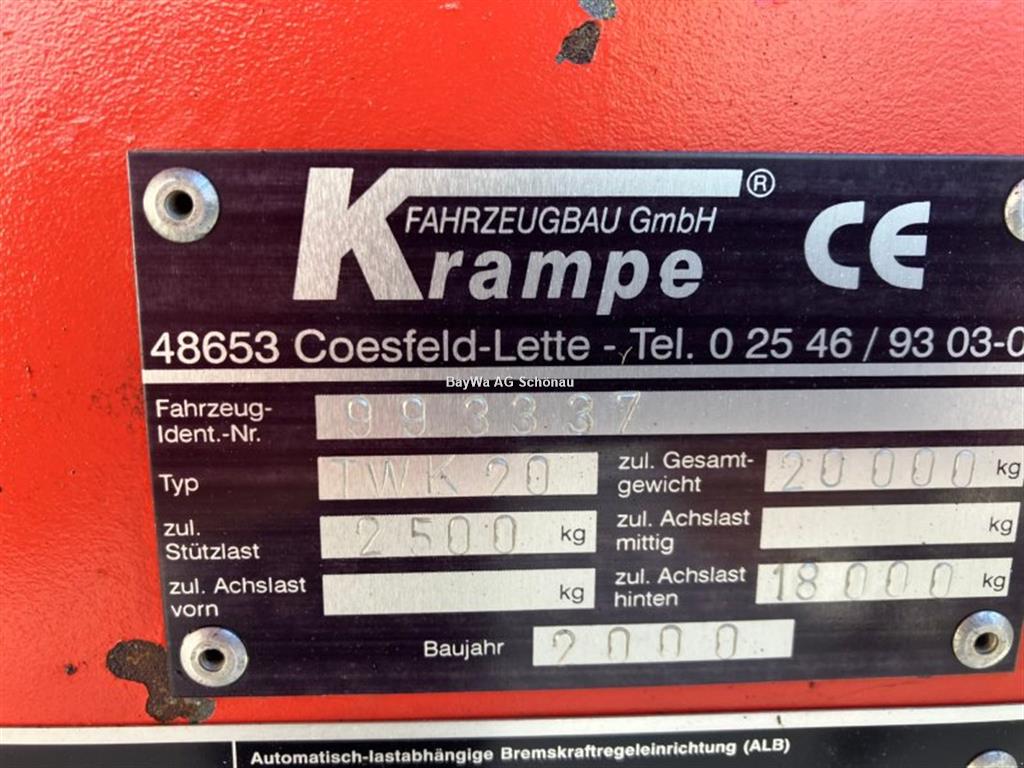 Krampe ®
FAHRZEUGBAU GmbH
CE
48653 Coesfeld-Lette - Tel. 0 25 46 / 93 03-0
BayWa AG Schönau
Fahrzeug-
Ident.-Nr. 993337
Typ TWK 20
zul. Gesamt-
gewicht 20000 kg
zul.
Stützlast 2500 kg
zul. Achslast
mittig kg
zul. Achslast
vorn kg
zul. Achslast
hinten 18000 kg
Baujahr 2000
Automatisch-lastabhängige Bremskraftregeleinrichtung (ALB)